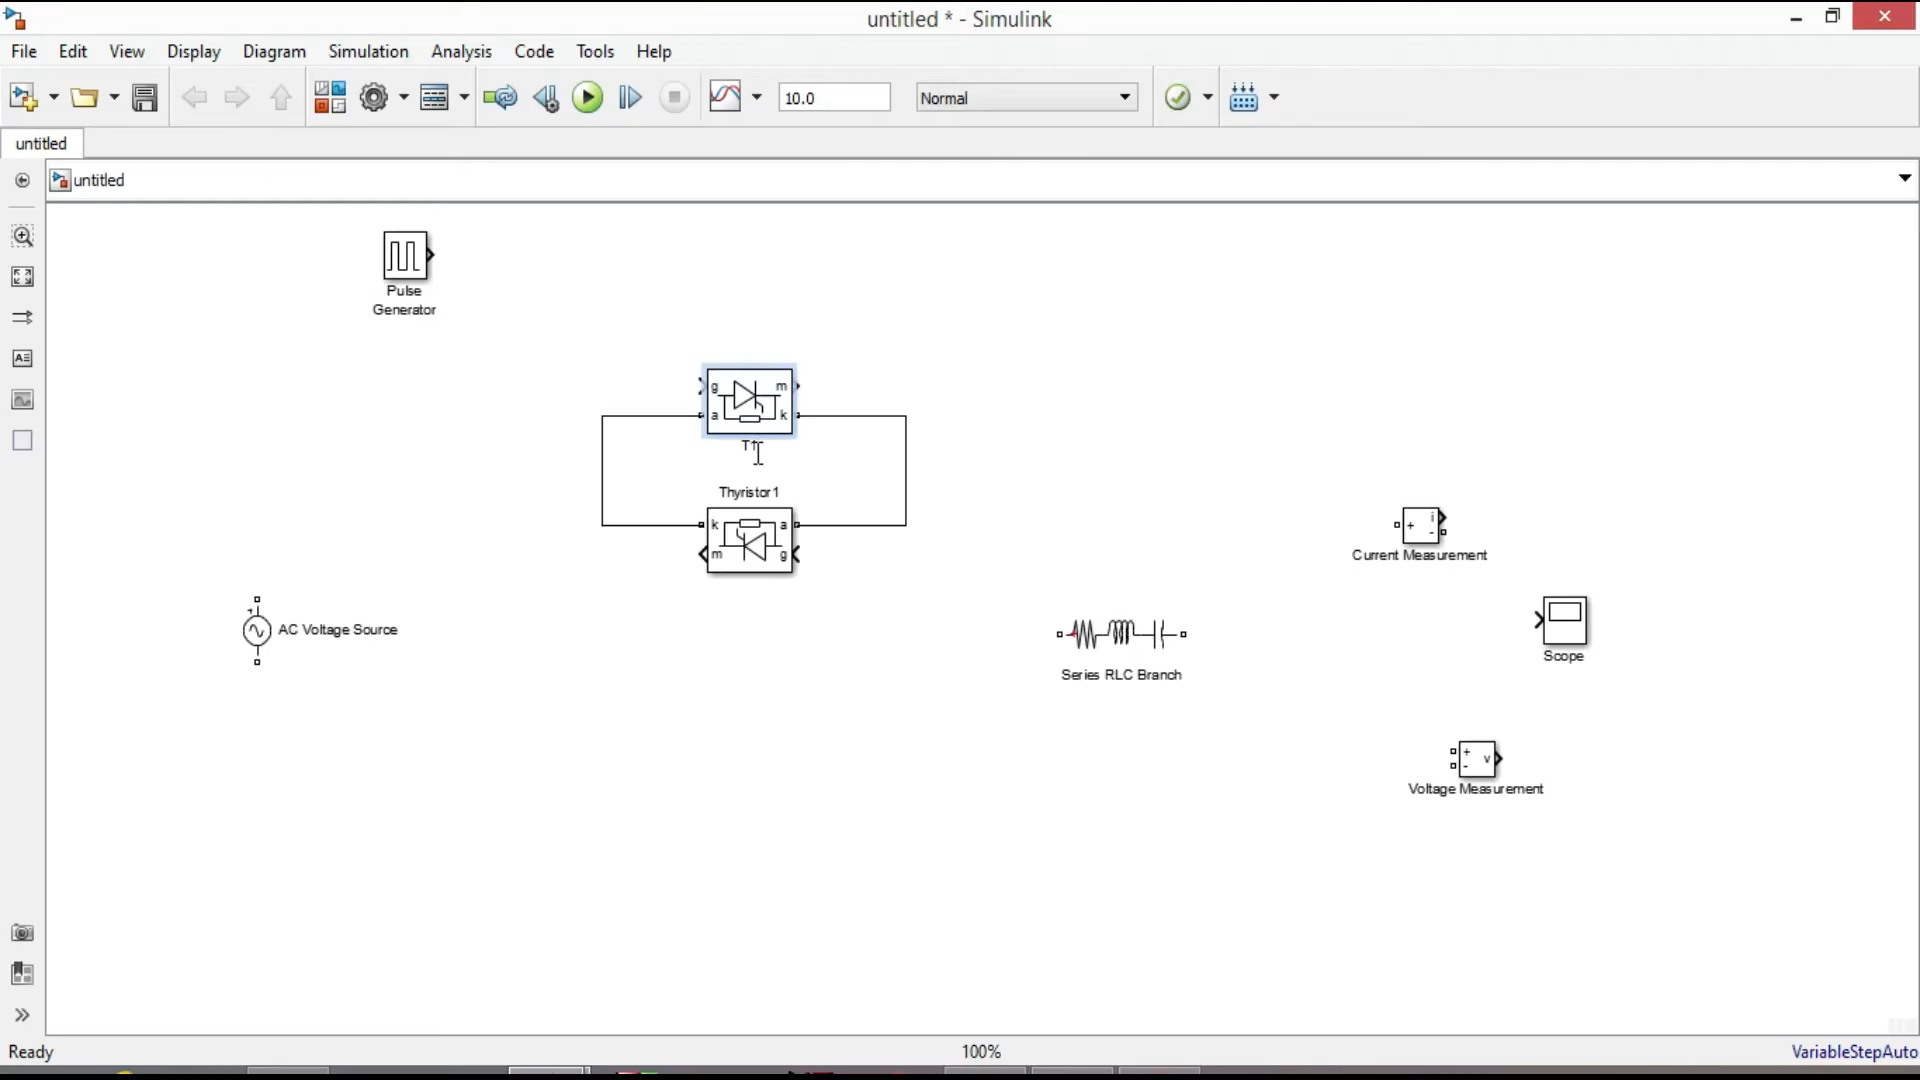 untitled * - Simulink
File Edit View Display Diagram Simulation Analysis Code Tools Help
10.0 Normal
untitled
untitled
Pulse
Generator
g m
a k
T1
Thyristor1
k a
m g
+ i
-
Current Measurement
+
AC Voltage Source
Scope
Series RLC Branch
+ v
-
Voltage Measurement
Ready 100% VariableStepAuto